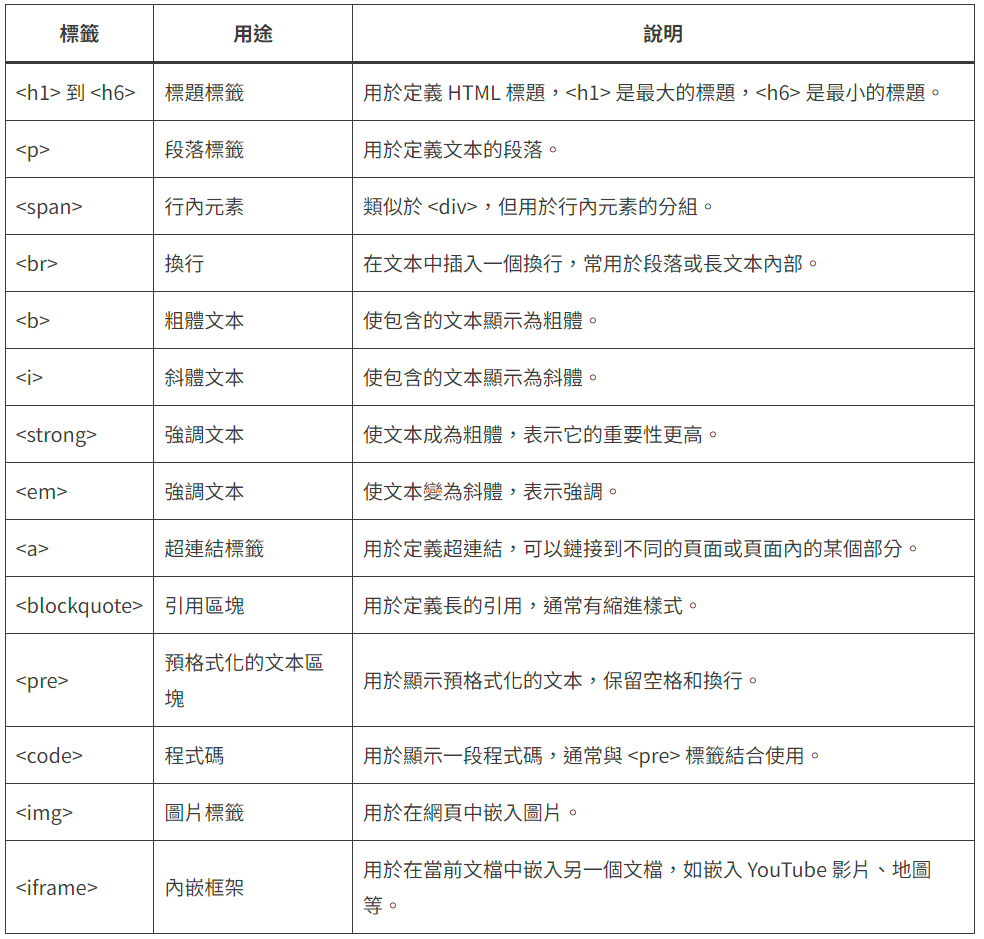 標籤 用途 說明
<h1> 到 <h6> 標題標籤 用於定義 HTML 標題，<h1> 是最大的標題，<h6> 是最小的標題。
<p> 段落標籤 用於定義文本的段落。
<span> 行內元素 類似於 <div>，但用於行內元素的分組。
<br> 換行 在文本中插入一個換行，常用於段落或長文本內部。
<b> 粗體文本 使包含的文本顯示為粗體。
<i> 斜體文本 使包含的文本顯示為斜體。
<strong> 強調文本 使文本成為粗體，表示它的重要性更高。
<em> 強調文本 使文本變為斜體，表示強調。
<a> 超連結標籤 用於定義超連結，可以鏈接到不同的頁面或頁面內的某個部分。
<blockquote> 引用區塊 用於定義長的引用，通常有縮進樣式。
<pre> 預格式化的文本區
塊 用於顯示預格式化的文本，保留空格和換行。
<code> 程式碼 用於顯示一段程式碼，通常與 <pre> 標籤結合使用。
<img> 圖片標籤 用於在網頁中嵌入圖片。
<iframe> 內嵌框架 用於在當前文檔中嵌入另一個文檔，如嵌入 YouTube 影片、地圖
等。